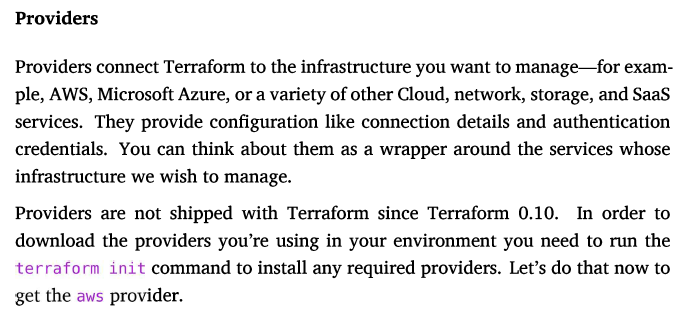 Providers
Providers connect Terraform to the infrastructure you want to manage—for exam-
ple, AWS, Microsoft Azure, or a variety of other Cloud, network, storage, and SaaS
services. They provide configuration like connection details and authentication
credentials. You can think about them as a wrapper around the services whose
infrastructure we wish to manage.
Providers are not shipped with Terraform since Terraform 0.10. In order to
download the providers you're using in your environment you need to run the
terraform init command to install any required providers. Let's do that now to
get the aws provider.